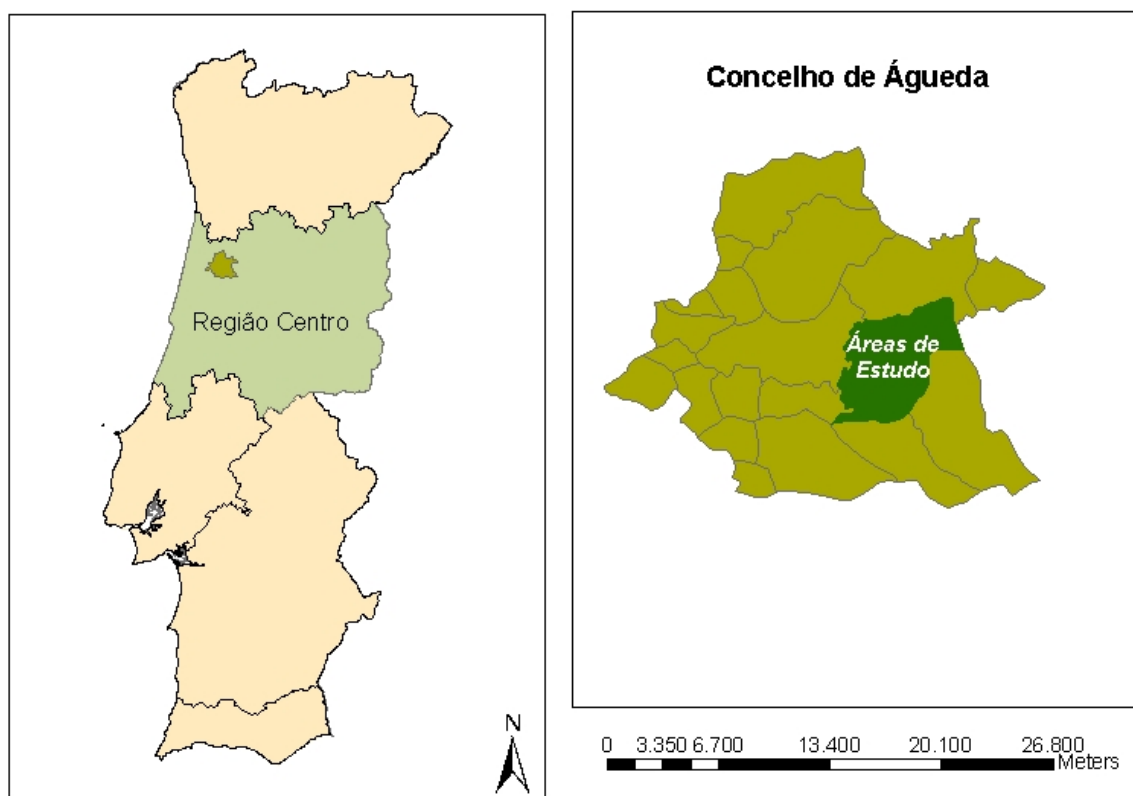 Região Centro
N
Concelho de Águeda
Áreas de
Estudo
0 3.350 6.700 13.400 20.100 26.800
Meters